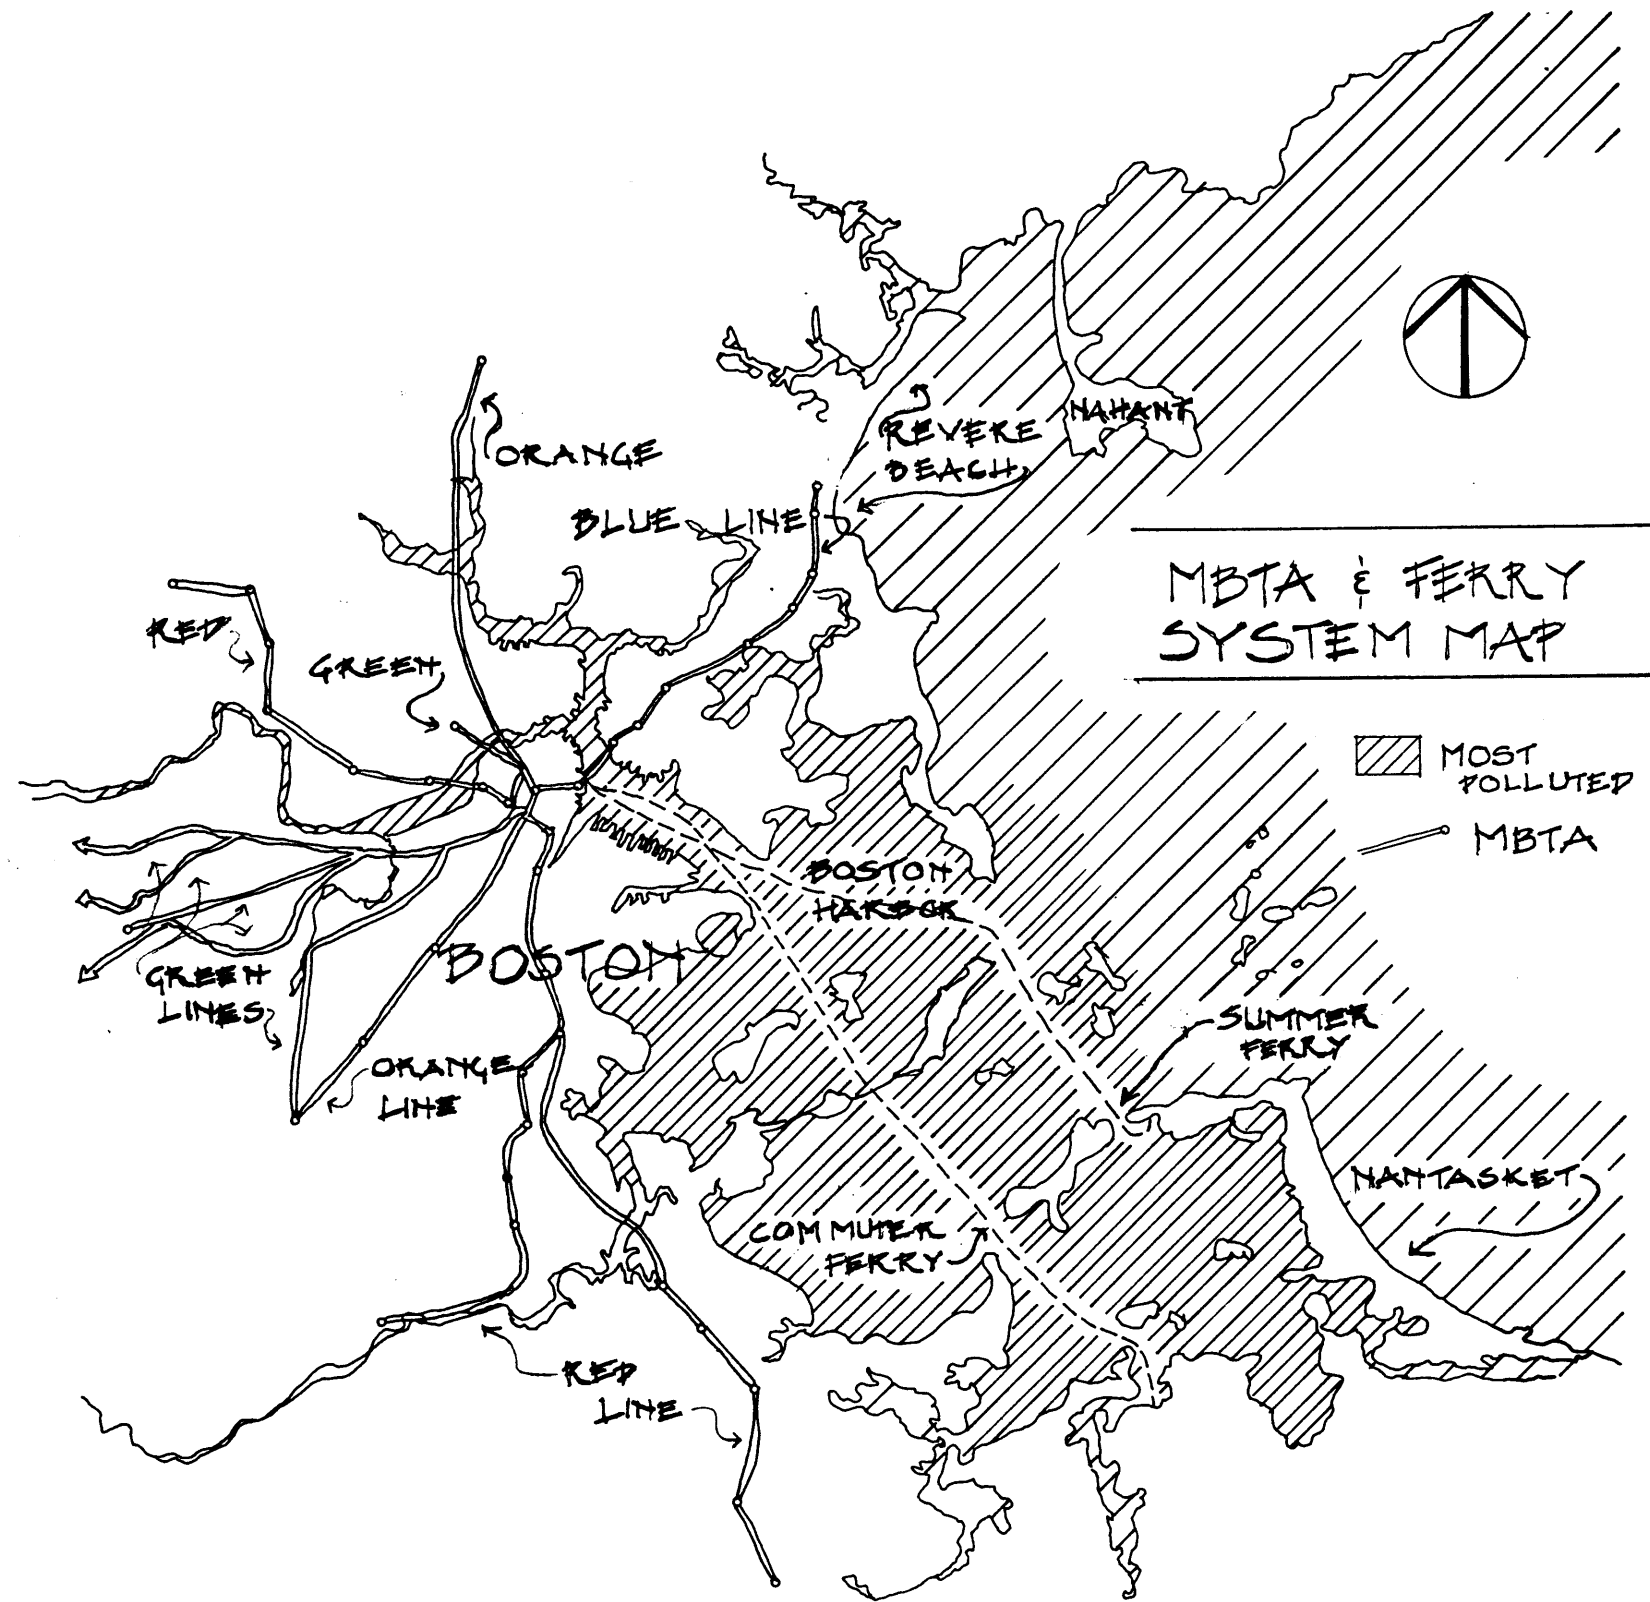 ORANGE
REVERE
BEACH
NAHANT
BLUE LINE
MBTA & FERRY
SYSTEM MAP
RED
GREEN
MOST
POLLUTED
MBTA
BOSTON
HARBOR
BOSTON
GREEN
LINES
SUMMER
FERRY
ORANGE
LINE
NANTASKET
COMMUTER
FERRY
RED
LINE